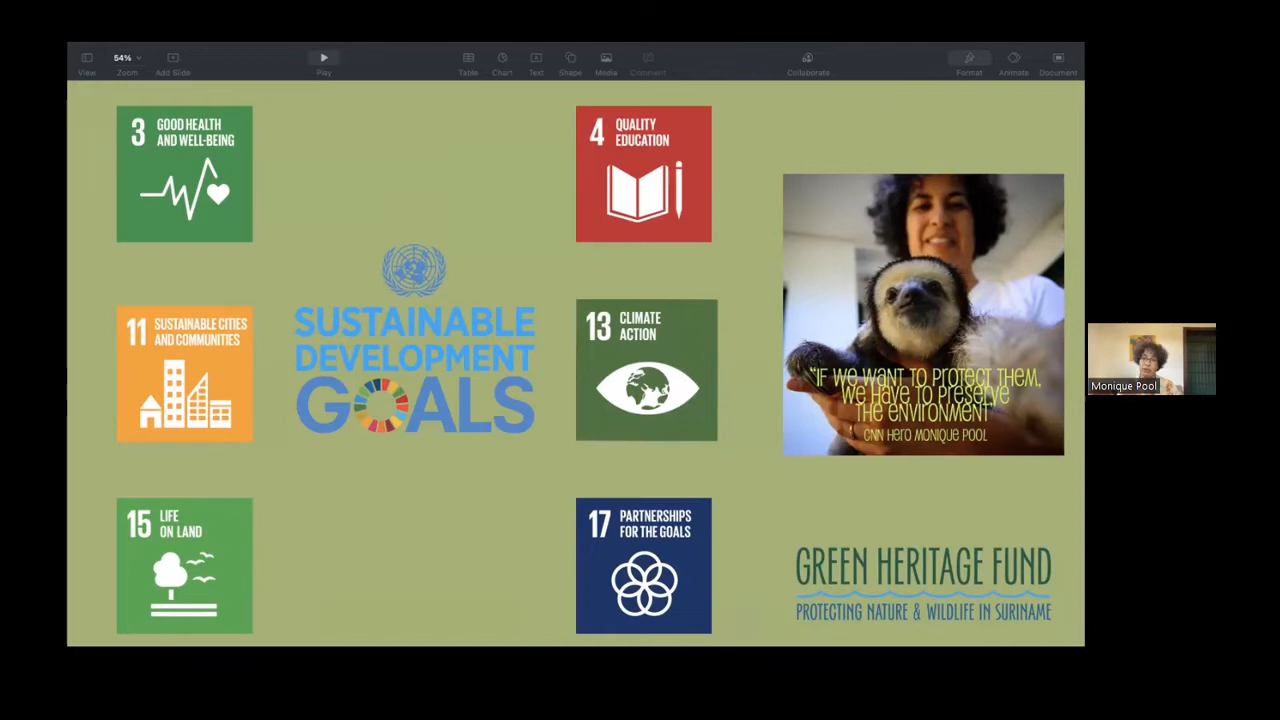 54%
View
Zoom
Add Slide
Play
Table
Chart
Text
Shape
Media
Comment
Collaborate
Format
Animate
Document
3 GOOD HEALTH
AND WELL-BEING
4 QUALITY
EDUCATION
11 SUSTAINABLE CITIES
AND COMMUNITIES
SUSTAINABLE
DEVELOPMENT
GOALS
13 CLIMATE
ACTION
"IF WE WANT TO PROTECT THEM,
WE HAVE TO PRESERVE
THE ENVIRONMENT"
CNN HERO MONIQUE POOL
Monique Pool
15 LIFE
ON LAND
17 PARTNERSHIPS
FOR THE GOALS
GREEN HERITAGE FUND
PROTECTING NATURE & WILDLIFE IN SURINAME